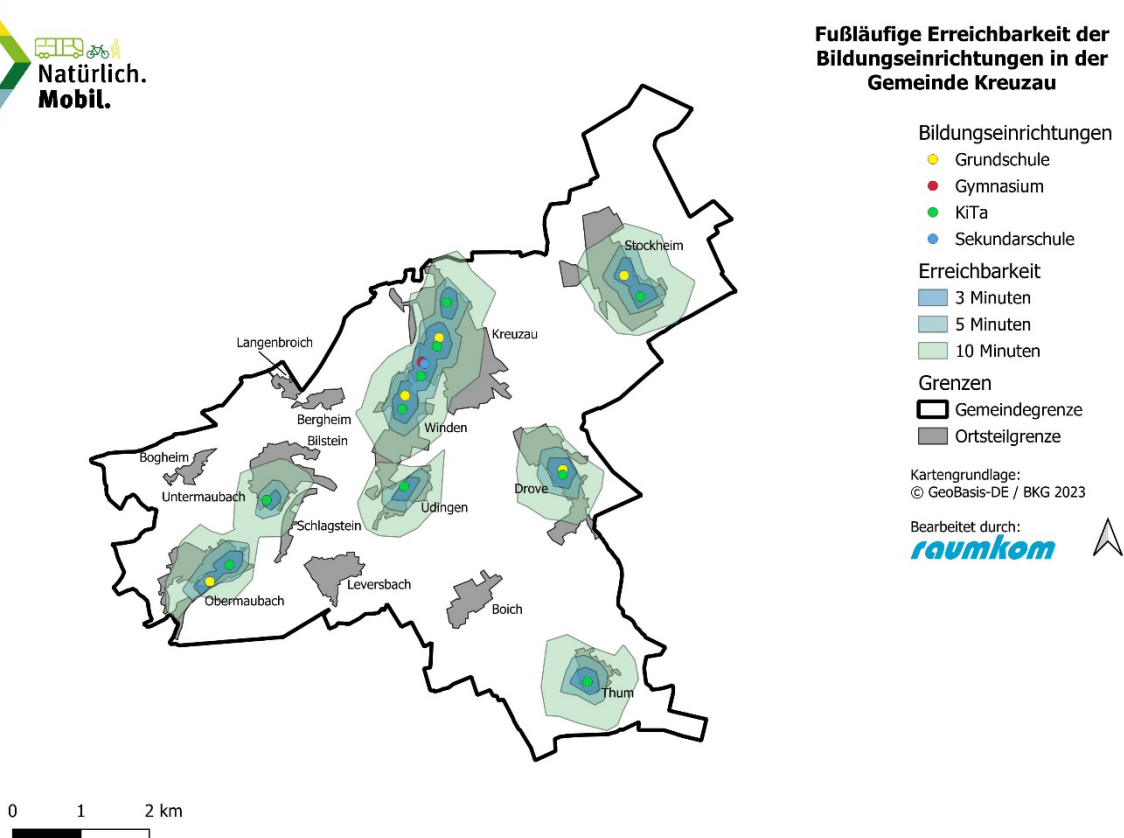 Natürlich.
Mobil.
Fußläufige Erreichbarkeit der
Bildungseinrichtungen in der
Gemeinde Kreuzau
Bildungseinrichtungen
Grundschule
Gymnasium
KiTa
Sekundarschule
Erreichbarkeit
3 Minuten
5 Minuten
10 Minuten
Grenzen
Gemeindegrenze
Ortsteilgrenze
Kartengrundlage:
© GeoBasis-DE / BKG 2023
Bearbeitet durch:
raumkom
Stockheim
Kreuzau
Langenbroich
Bergheim
Winden
Bilstein
Bogheim
Untermaubach
Drove
Üdingen
Schlagstein
Leversbach
Obermaubach
Boich
Thum
0 1 2 km